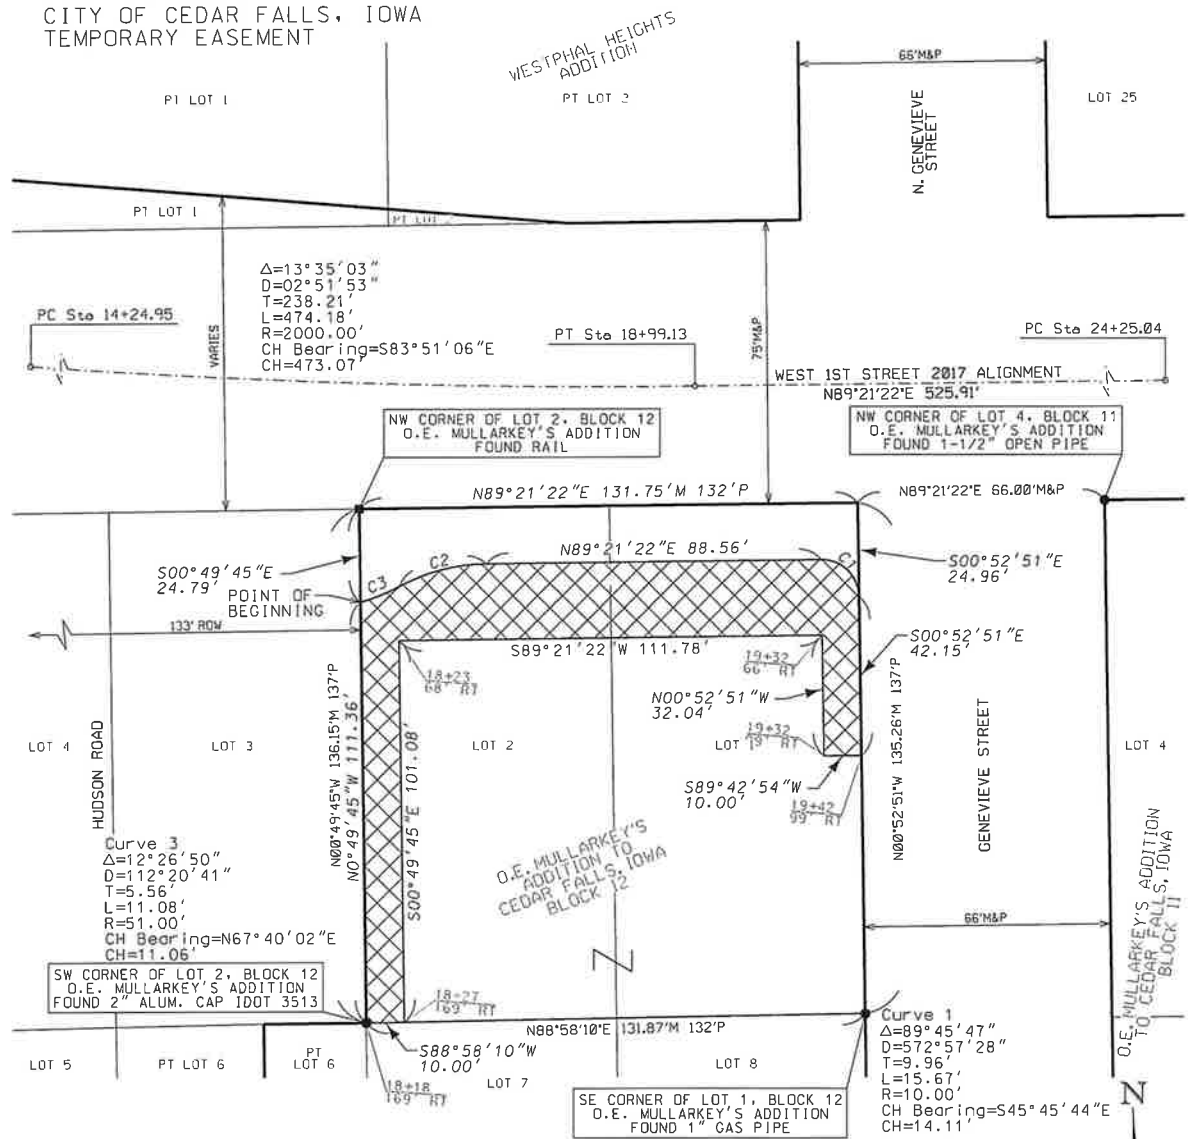 CITY OF CEDAR FALLS, IOWA
TEMPORARY EASEMENT
WESTPHAL HEIGHTS
ADDITION
PT LOT 1
PT LOT 2
66'M&P
N. GENEVIEVE
STREET
LOT 25
PT LOT 1
PT LOT 2
Δ=13°35'03"
D=02°51'53"
T=238.21'
L=474.18'
R=2000.00'
CH Bearing=S83°51'06"E
CH=473.07'
PC Sta 14+24.95
VARIES
PT Sta 18+99.13
75'M&P
PC Sta 24+25.04
WEST 1ST STREET 2017 ALIGNMENT
N89°21'22"E 525.91'
NW CORNER OF LOT 2, BLOCK 12
O.E. MULLARKEY'S ADDITION
FOUND RAIL
NW CORNER OF LOT 4, BLOCK 11
O.E. MULLARKEY'S ADDITION
FOUND 1-1/2" OPEN PIPE
N89°21'22"E 131.75'M 132'P
N89°21'22"E 66.00'M&P
N89°21'22"E 88.56'
C2
C3
C1
S00°49'45"E
24.79'
POINT OF
BEGINNING
S00°52'51"E
24.96'
133' ROW
S89°21'22"W 111.78'
S00°52'51"E
42.15'
18+23
68' RT
19+32
66' RT
N00°52'51"W
32.04'
19+32
S89°42'54"W
10.00'
19+42
99' RT
HUDSON ROAD
N00°49'45"W 136.15'M 137'P
N0°49'45"W 111.36'
S00°49'45"E 101.08'
N00°52'51"W 135.26'M 137'P
GENEVIEVE STREET
LOT 4
LOT 3
LOT 2
LOT
LOT 4
O.E. MULLARKEY'S
ADDITION TO
CEDAR FALLS, IOWA
BLOCK 12
Curve 3
Δ=12°26'50"
D=112°20'41"
T=5.56'
L=11.08'
R=51.00'
CH Bearing=N67°40'02"E
CH=11.06'
66'M&P
O.E. MULLARKEY'S ADDITION
TO CEDAR FALLS, IOWA
BLOCK 11
SW CORNER OF LOT 2, BLOCK 12
O.E. MULLARKEY'S ADDITION
FOUND 2" ALUM. CAP IDOT 3513
18+27
169' RT
N88°58'10"E 131.87'M 132'P
S88°58'10"W
10.00'
18+18
169' RT
LOT 5
PT LOT 6
PT
LOT 6
LOT 7
LOT 8
SE CORNER OF LOT 1, BLOCK 12
O.E. MULLARKEY'S ADDITION
FOUND 1" GAS PIPE
Curve 1
Δ=89°45'47"
D=572°57'28"
T=9.96'
L=15.67'
R=10.00'
CH Bearing=S45°45'44"E
CH=14.11'
N